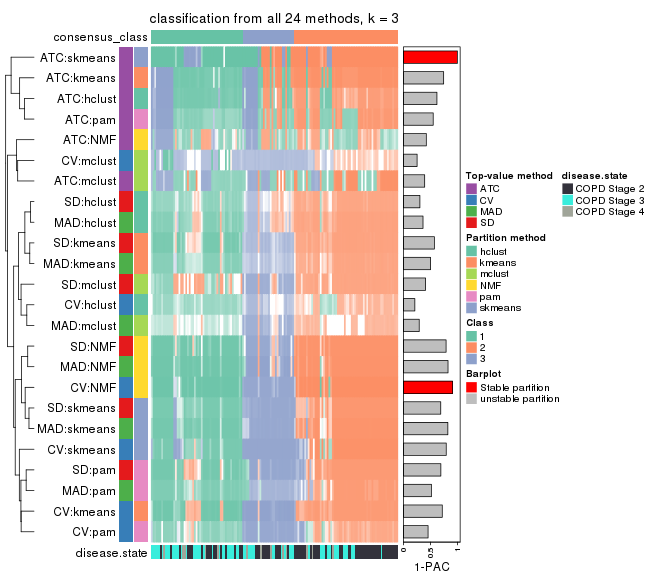 classification from all 24 methods, k = 3
consensus_class
ATC:skmeans
ATC:kmeans
ATC:hclust
ATC:pam
ATC:NMF
CV:mclust
ATC:mclust
SD:hclust
MAD:hclust
SD:kmeans
MAD:kmeans
SD:mclust
CV:hclust
MAD:mclust
SD:NMF
MAD:NMF
CV:NMF
SD:skmeans
MAD:skmeans
CV:skmeans
SD:pam
MAD:pam
CV:kmeans
CV:pam
disease.state
0
0.5
1
1-PAC
Top-value method
ATC
CV
MAD
SD
Partition method
hclust
kmeans
mclust
NMF
pam
skmeans
Class
1
2
3
Barplot
Stable partition
unstable partition
disease.state
COPD Stage 2
COPD Stage 3
COPD Stage 4